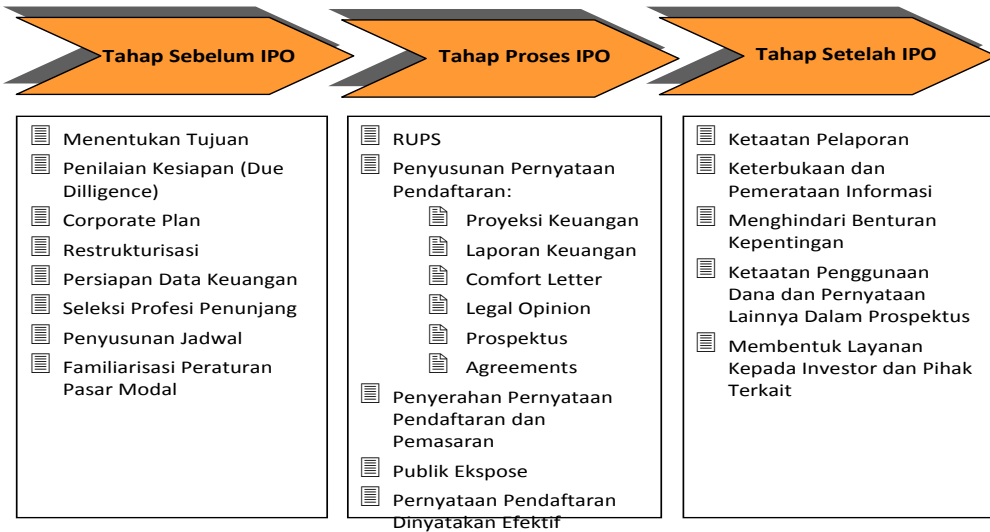 Tahap Sebelum IPO
Tahap Proses IPO
Tahap Setelah IPO
Menentukan Tujuan
Penilaian Kesiapan (Due
Dilligence)
Corporate Plan
Restrukturisasi
Persiapan Data Keuangan
Seleksi Profesi Penunjang
Penyusunan Jadwal
Familiarisasi Peraturan
Pasar Modal
RUPS
Penyusunan Pernyataan
Pendaftaran:
Proyeksi Keuangan
Laporan Keuangan
Comfort Letter
Legal Opinion
Prospektus
Agreements
Penyerahan Pernyataan
Pendaftaran dan
Pemasaran
Publik Ekspose
Pernyataan Pendaftaran
Dinyatakan Efektif
Ketaatan Pelaporan
Keterbukaan dan
Pemerataan Informasi
Menghindari Benturan
Kepentingan
Ketaatan Penggunaan
Dana dan Pernyataan
Lainnya Dalam Prospektus
Membentuk Layanan
Kepada Investor dan Pihak
Terkait